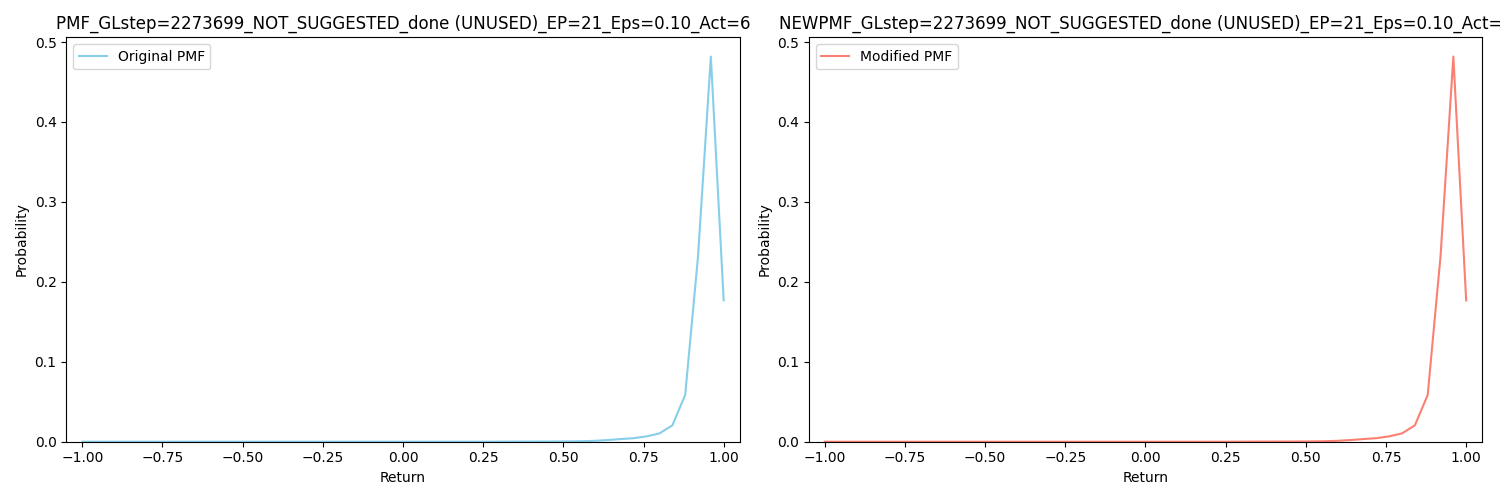 PMF_GLstep=2273699_NOT_SUGGESTED_done (UNUSED)_EP=21_Eps=0.10_Act=6
Original PMF
Probability
0.5
0.4
0.3
0.2
0.1
0.0
−1.00 −0.75 −0.50 −0.25 0.00 0.25 0.50 0.75 1.00
Return
NEWPMF_GLstep=2273699_NOT_SUGGESTED_done (UNUSED)_EP=21_Eps=0.10_Act=
Modified PMF
Probability
0.5
0.4
0.3
0.2
0.1
0.0
−1.00 −0.75 −0.50 −0.25 0.00 0.25 0.50 0.75 1.00
Return